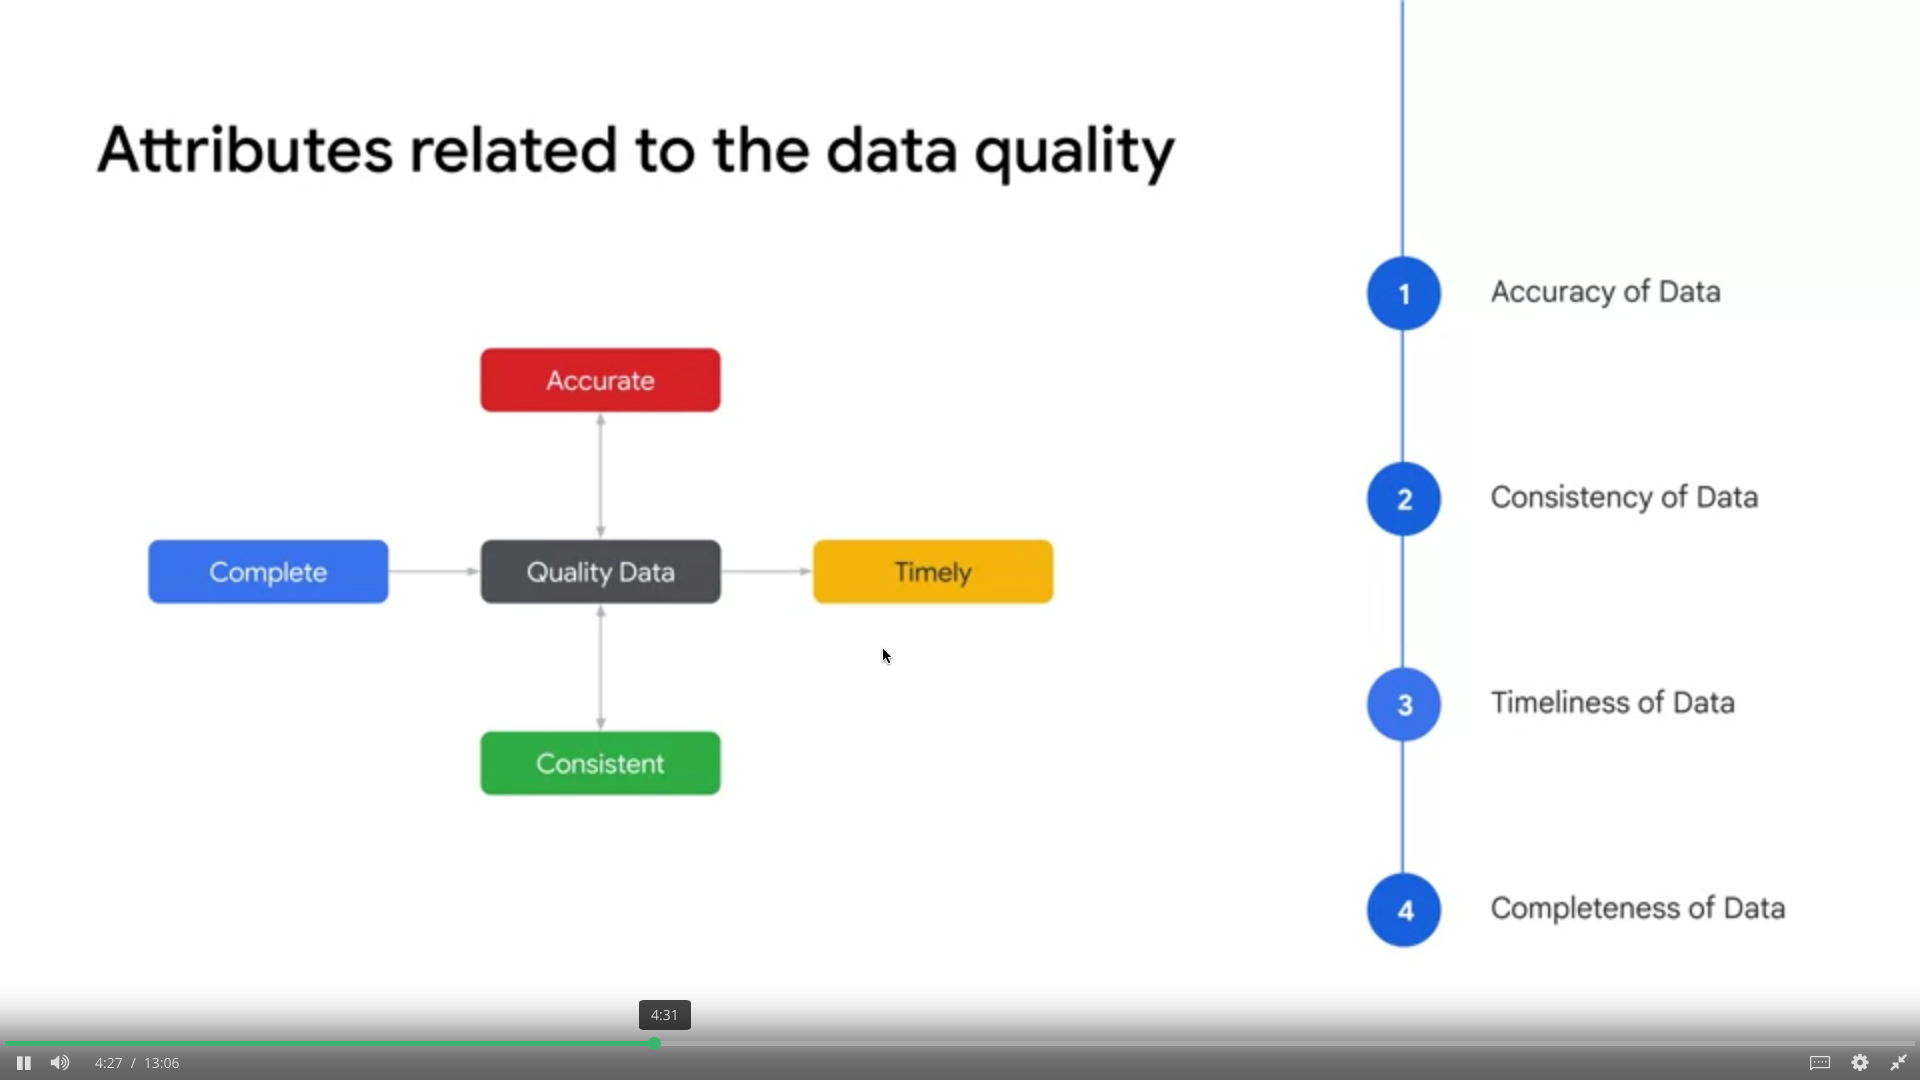 Attributes related to the data quality
Accurate
Complete
Quality Data
Timely
Consistent
1 Accuracy of Data
2 Consistency of Data
3 Timeliness of Data
4 Completeness of Data
4:31
4:27 / 13:06